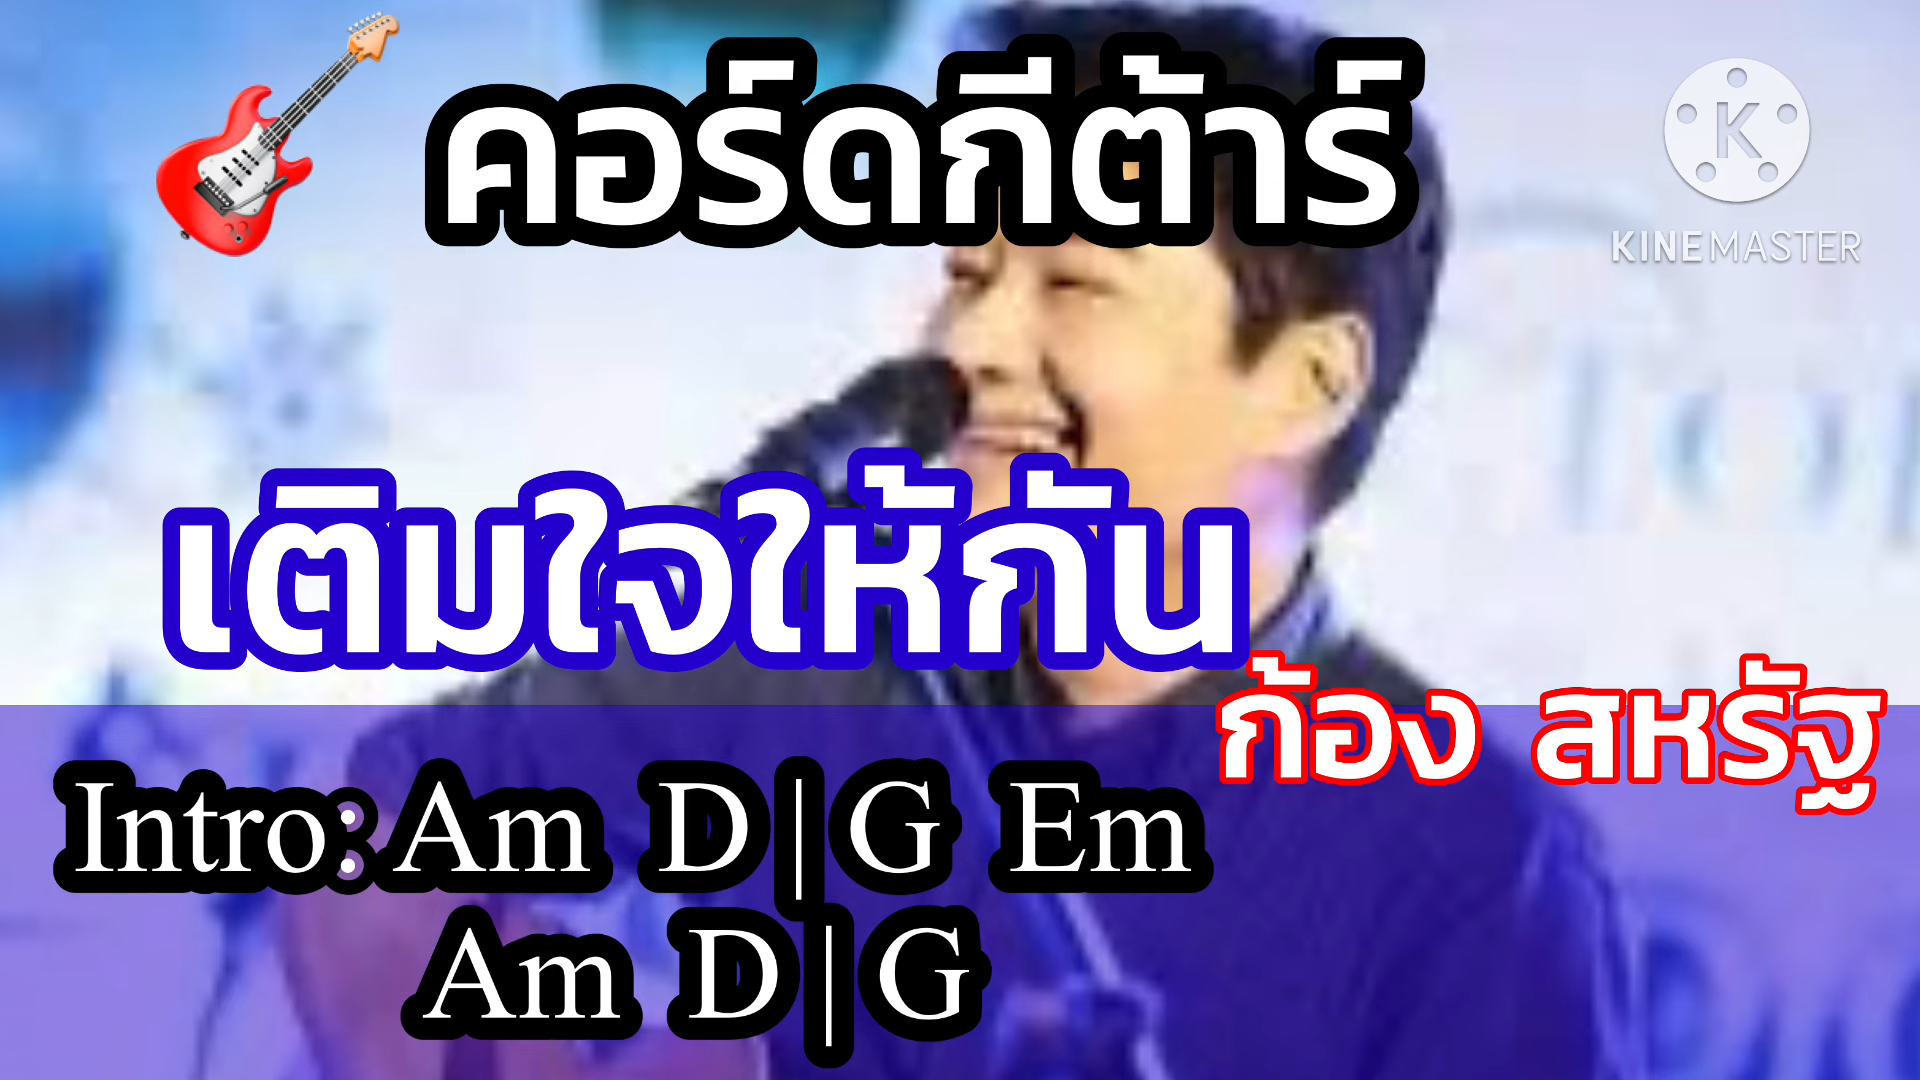 คอร์ดกีต้าร์
K
KINEMASTER
เติมใจให้กัน
ก้อง สหรัฐ
Intro: Am D | G Em
Am D | G